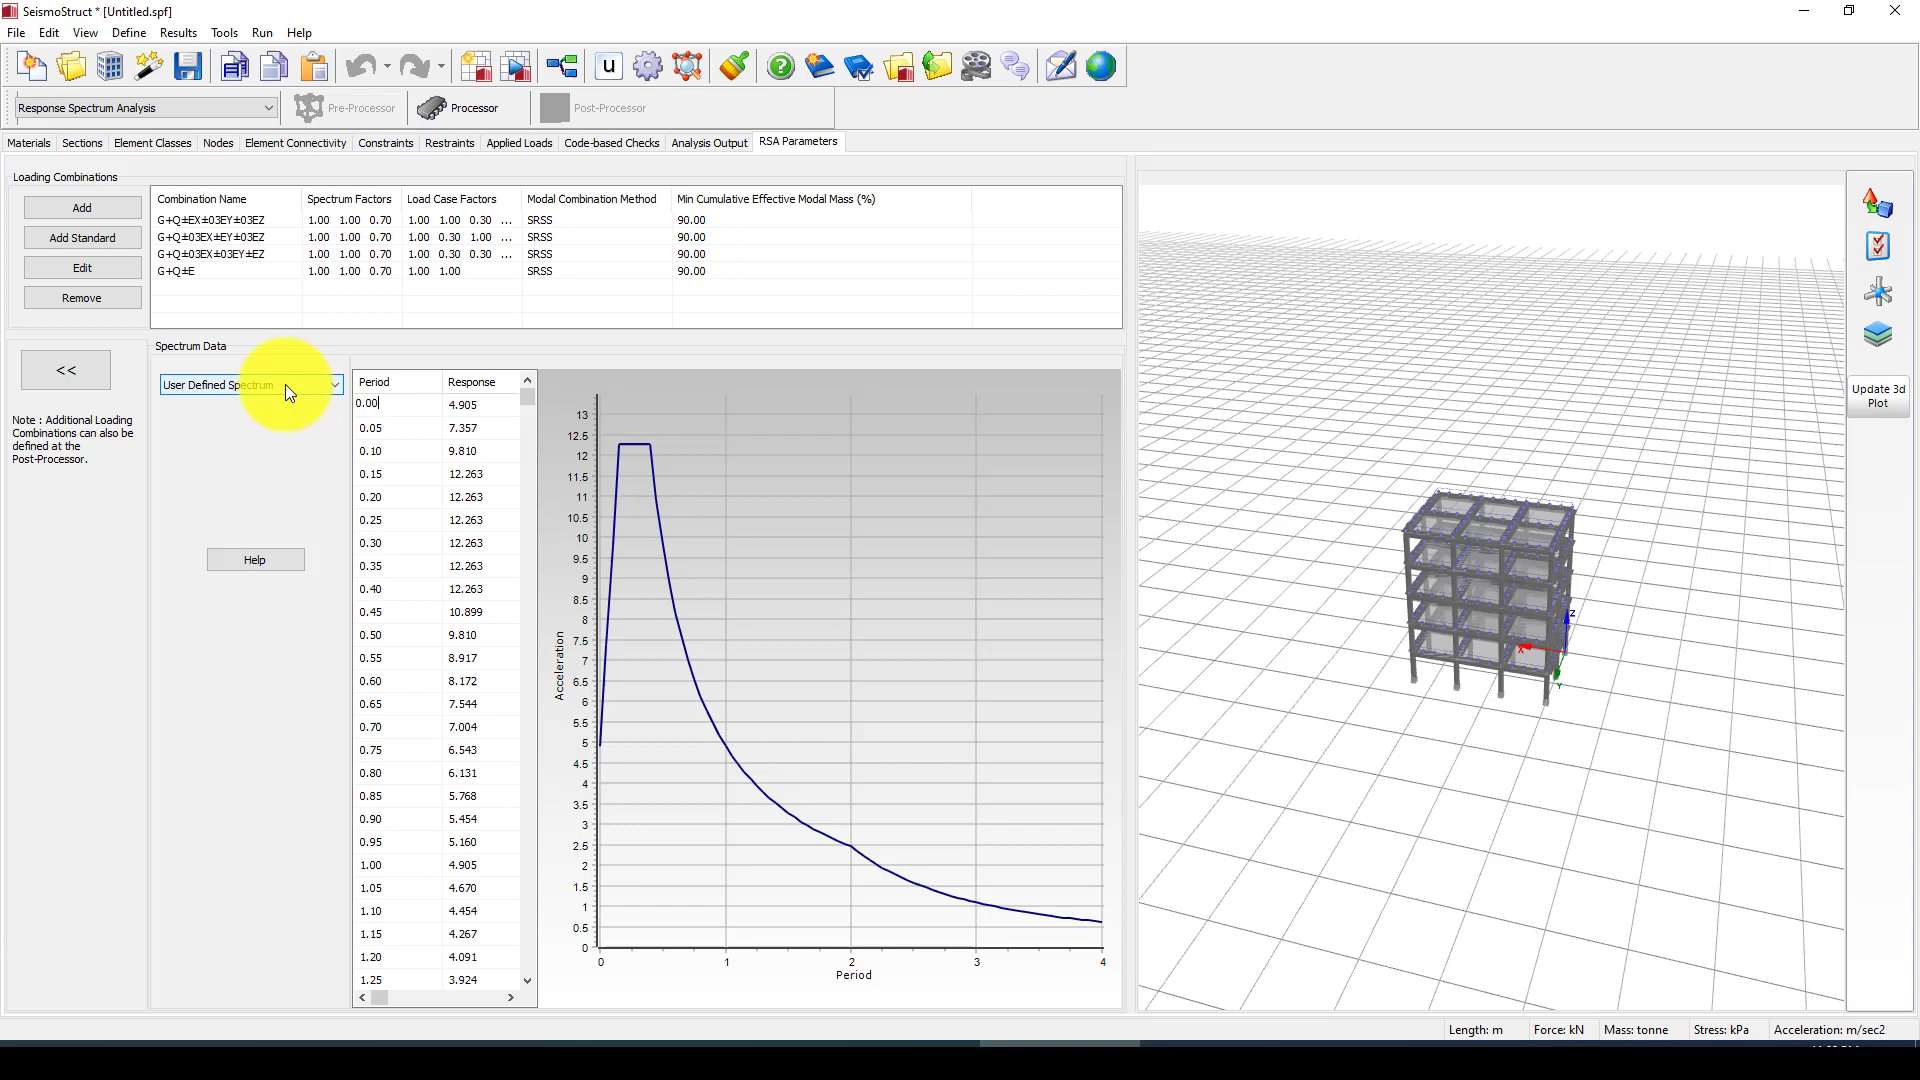 SeismoStruct * [Untitled.spf]
File Edit View Define Results Tools Run Help
u
Response Spectrum Analysis Pre-Processor Processor Post-Processor
Materials Sections Element Classes Nodes Element Connectivity Constraints Restraints Applied Loads Code-based Checks Analysis Output RSA Parameters
Loading Combinations
Add
Add Standard
Edit
Remove
Combination Name Spectrum Factors Load Case Factors Modal Combination Method Min Cumulative Effective Modal Mass (%)
G+Q±EX±03EY±03EZ 1.00 1.00 0.70 1.00 1.00 0.30 ... SRSS 90.00
G+Q±03EX±EY±03EZ 1.00 1.00 0.70 1.00 0.30 1.00 ... SRSS 90.00
G+Q±03EX±03EY±EZ 1.00 1.00 0.70 1.00 0.30 0.30 ... SRSS 90.00
G+Q±E 1.00 1.00 0.70 1.00 1.00 SRSS 90.00
<<
Note : Additional Loading
Combinations can also be
defined at the
Post-Processor.
Spectrum Data
User Defined Spectrum
Help
Period Response
0.00 4.905
0.05 7.357
0.10 9.810
0.15 12.263
0.20 12.263
0.25 12.263
0.30 12.263
0.35 12.263
0.40 12.263
0.45 10.899
0.50 9.810
0.55 8.917
0.60 8.172
0.65 7.544
0.70 7.004
0.75 6.543
0.80 6.131
0.85 5.768
0.90 5.454
0.95 5.160
1.00 4.905
1.05 4.670
1.10 4.454
1.15 4.267
1.20 4.091
1.25 3.924
Acceleration
13
12.5
12
11.5
11
10.5
10
9.5
9
8.5
8
7.5
7
6.5
6
5.5
5
4.5
4
3.5
3
2.5
2
1.5
1
0.5
0
0 1 2 3 4
Period
Z
X
Y
Update 3d
Plot
Length: m Force: kN Mass: tonne Stress: kPa Acceleration: m/sec2